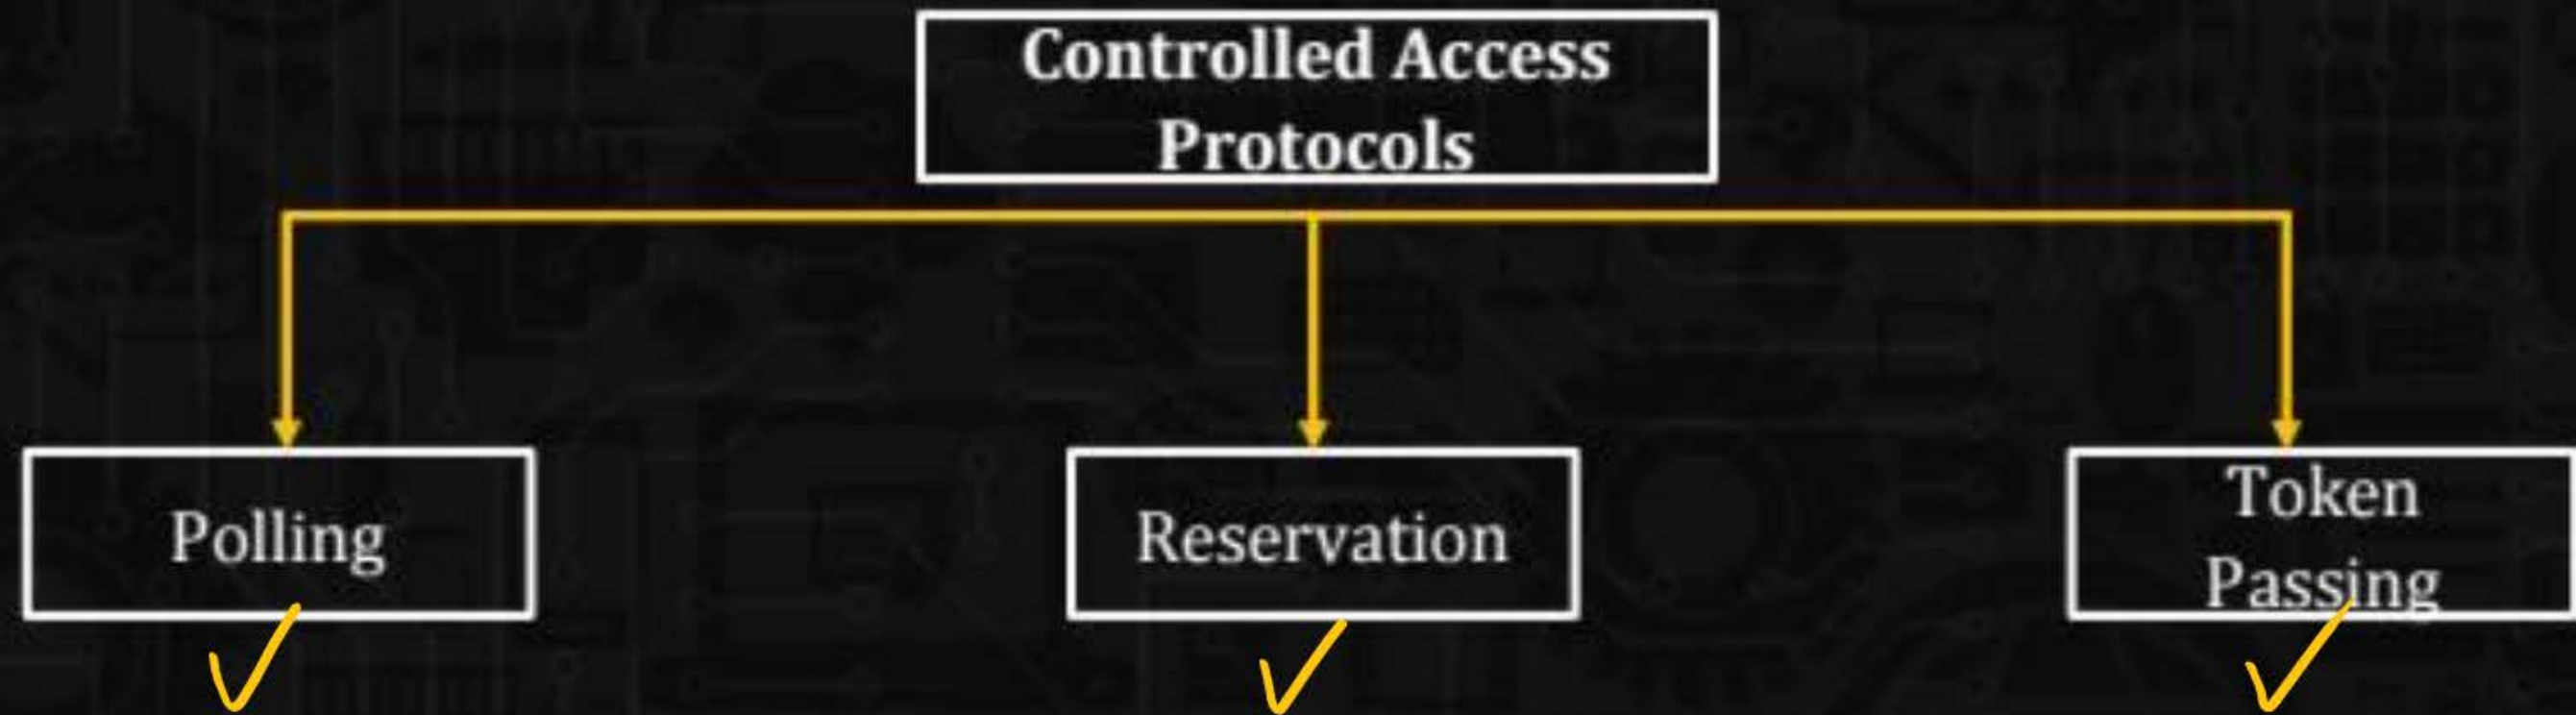 Controlled Access
Protocols
Polling
Reservation
Token
Passing